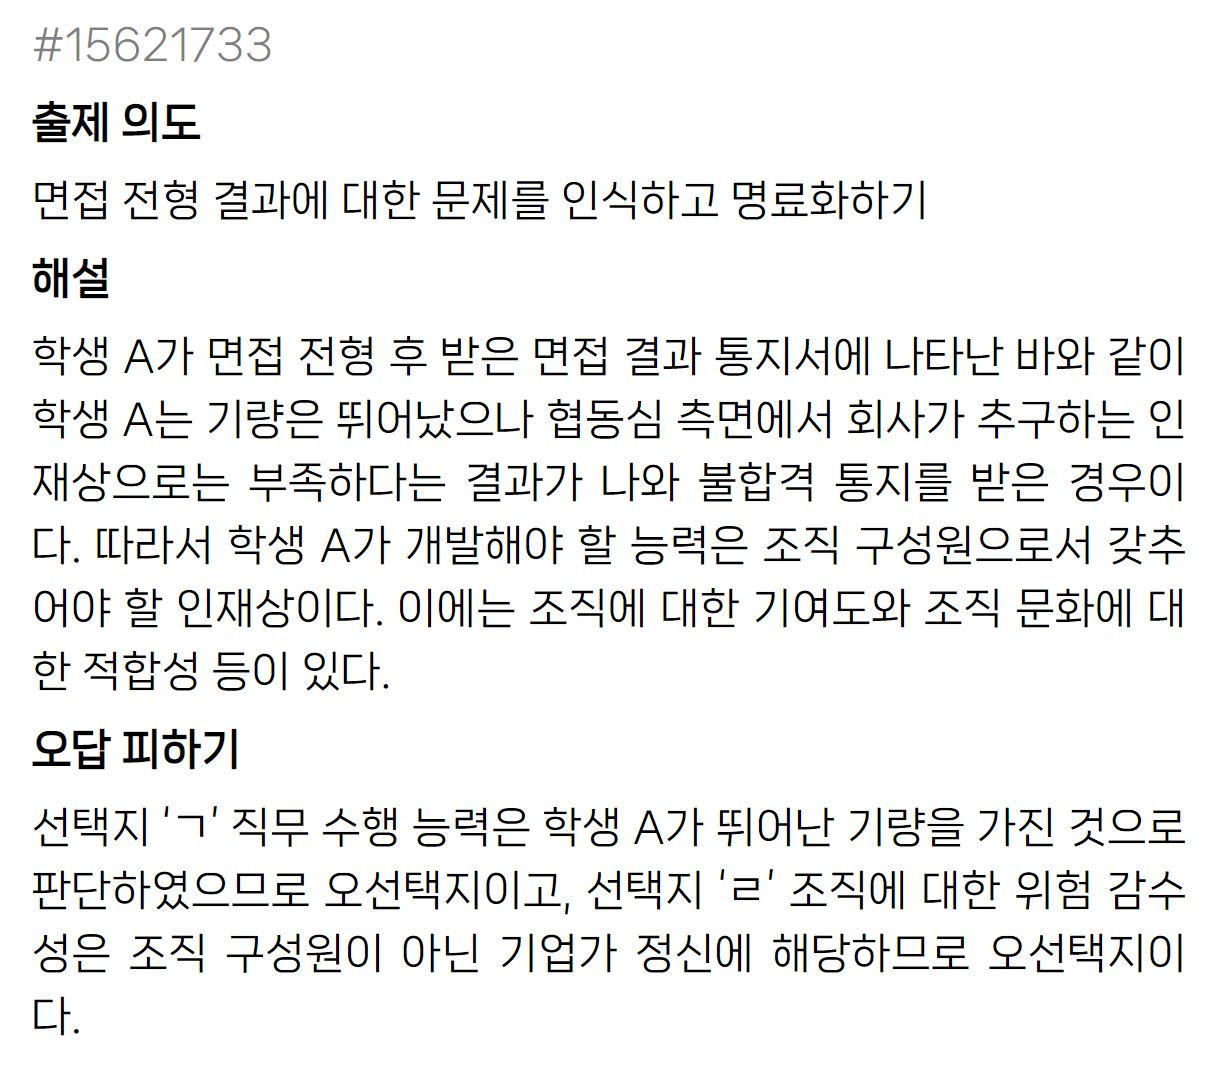 #15621733
출제 의도
면접 전형 결과에 대한 문제를 인식하고 명료화하기
해설
학생 A가 면접 전형 후 받은 면접 결과 통지서에 나타난 바와 같이
학생 A는 기량은 뛰어났으나 협동심 측면에서 회사가 추구하는 인
재상으로는 부족하다는 결과가 나와 불합격 통지를 받은 경우이
다. 따라서 학생 A가 개발해야 할 능력은 조직 구성원으로서 갖추
어야 할 인재상이다. 이에는 조직에 대한 기여도와 조직 문화에 대
한 적합성 등이 있다.
오답 피하기
선택지 ‘ㄱ’ 직무 수행 능력은 학생 A가 뛰어난 기량을 가진 것으로
판단하였으므로 오선택지이고, 선택지 ‘ㄹ’ 조직에 대한 위험 감수
성은 조직 구성원이 아닌 기업가 정신에 해당하므로 오선택지이
다.